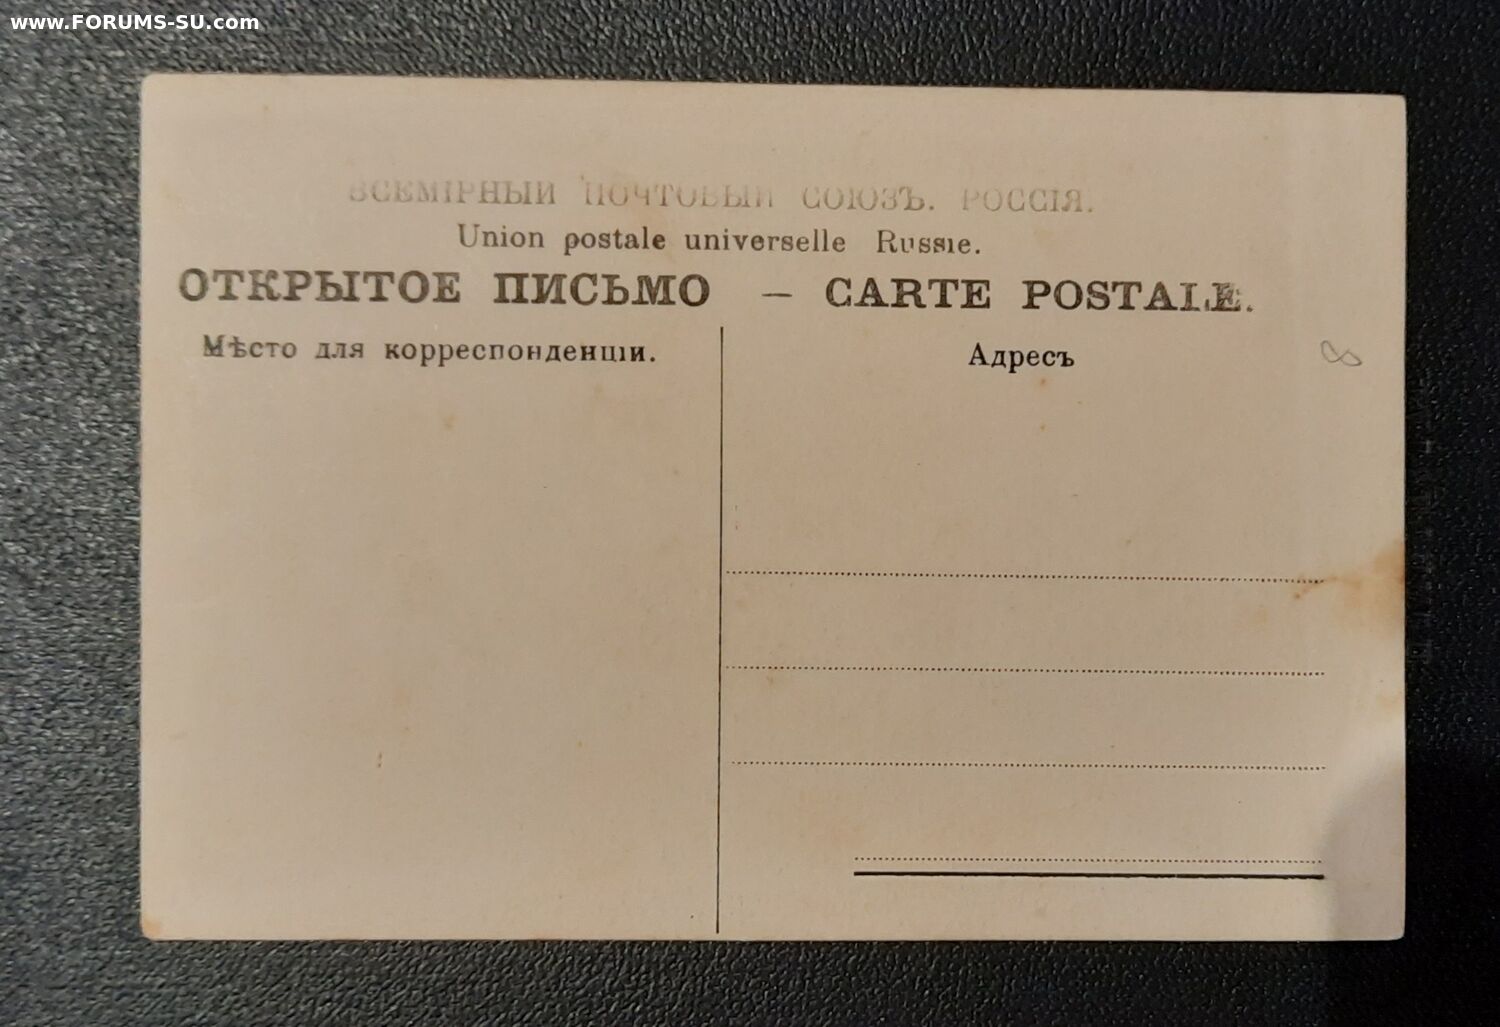 www.FORUMS-SU.com
ВСЕМІРНЫЙ ПОЧТОВЫЙ СОЮЗЪ. РОССІЯ.
Union postale universelle Russie.
ОТКРЫТОЕ ПИСЬМО — CARTE POSTALE.
Мѣсто для корреспонденціи.
Адресъ
8